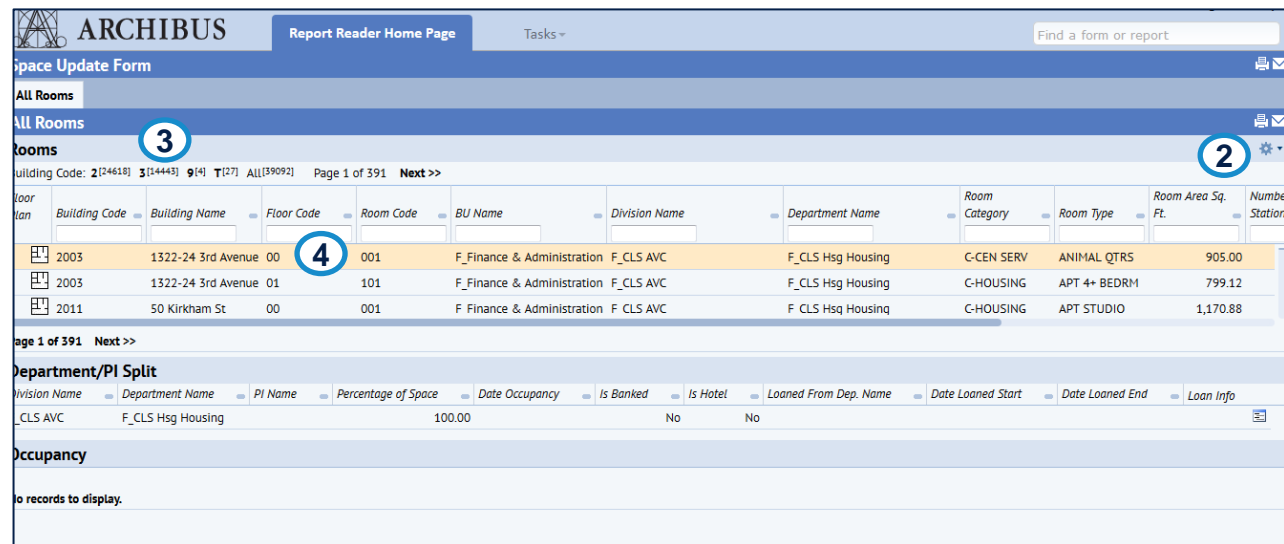 ARCHIBUS Report Reader Home Page Tasks Find a form or report
Space Update Form
All Rooms
All Rooms
3
Rooms
2
Building Code: 2[24618] 3[14443] 9[4] T[27] All[39092] Page 1 of 391 Next >>
Floor Plan Building Code Building Name Floor Code Room Code BU Name Division Name Department Name Room Category Room Type Room Area Sq. Ft. Numbe Station
4
2003 1322-24 3rd Avenue 00 001 F_Finance & Administration F_CLS AVC F_CLS Hsg Housing C-CEN SERV ANIMAL QTRS 905.00
2003 1322-24 3rd Avenue 01 101 F_Finance & Administration F_CLS AVC F_CLS Hsg Housing C-HOUSING APT 4+ BEDRM 799.12
2011 50 Kirkham St 00 001 F_Finance & Administration F_CLS AVC F_CLS Hsg Housing C-HOUSING APT STUDIO 1,170.88
Page 1 of 391 Next >>
Department/PI Split
Division Name Department Name PI Name Percentage of Space Date Occupancy Is Banked Is Hotel Loaned From Dep. Name Date Loaned Start Date Loaned End Loan Info
_CLS AVC F_CLS Hsg Housing 100.00 No No
Occupancy
No records to display.